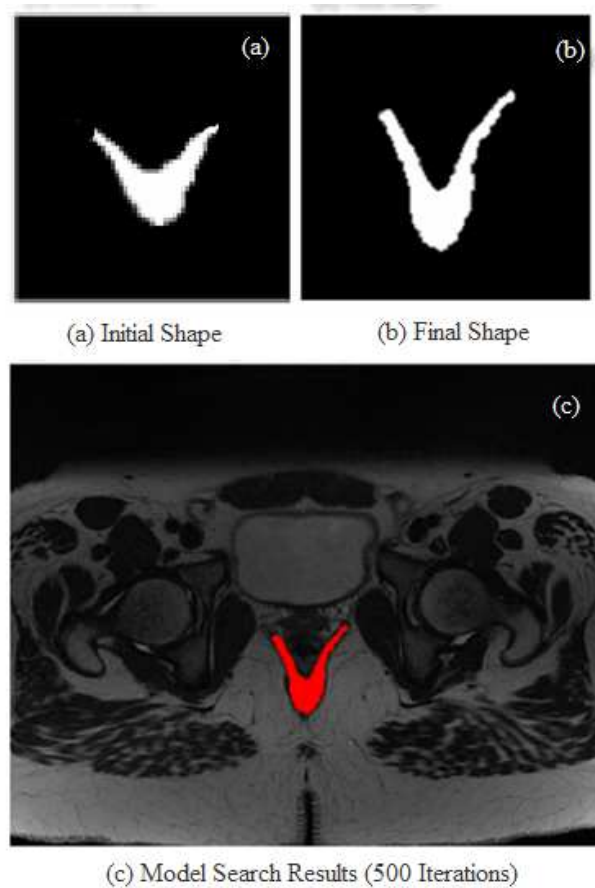 (a)
(b)
(a) Initial Shape
(b) Final Shape
(c)
(c) Model Search Results (500 Iterations)